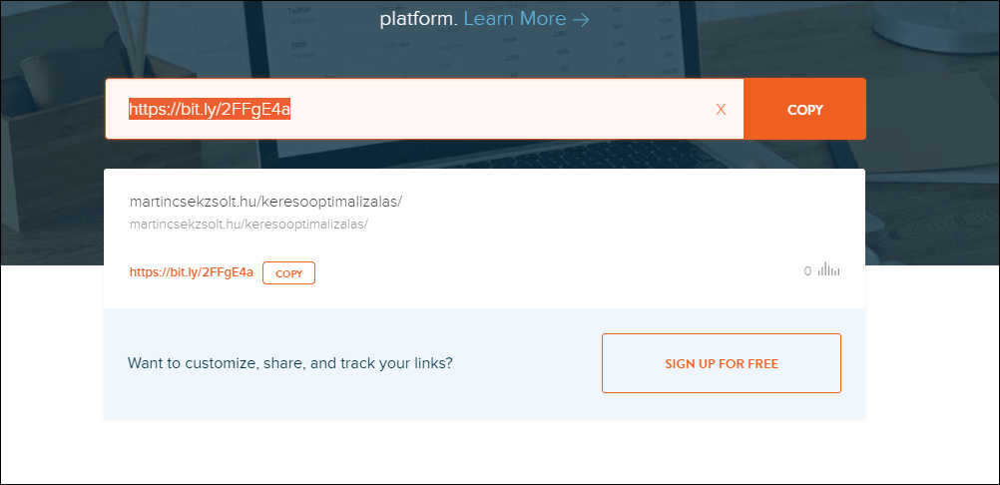 platform. Learn More →
https://bit.ly/2FFgE4a X COPY
martincsekzsolt.hu/keresooptimalizalas/
martincsekzsolt.hu/keresooptimalizalas/
https://bit.ly/2FFgE4a COPY 0
Want to customize, share, and track your links? SIGN UP FOR FREE